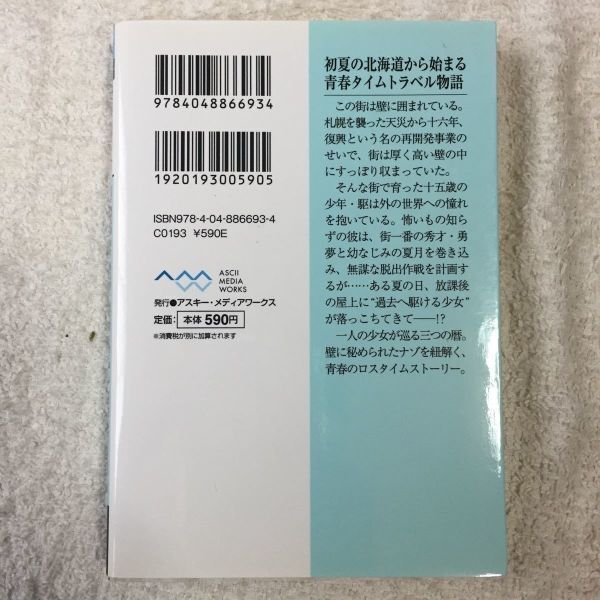 9784048866934
1920193005905
ISBN978-4-04-886693-4
C0193 ¥590E
ASCII
MEDIA
WORKS
発行●アスキー・メディアワークス
定価：本体590円
※消費税が別に加算されます
初夏の北海道から始まる
青春タイムトラベル物語
この街は壁に囲まれている。
札幌を襲った天災から十六年、
復興という名の再開発事業の
せいで、街は厚く高い壁の中
にすっぽり収まっていた。
そんな街で育った十五歳の
少年・駆は外の世界への憧れ
を抱いている。怖いもの知ら
ずの彼は、街一番の秀才・勇
夢と幼なじみの夏月を巻き込
み、無謀な脱出作戦を計画す
るが……ある夏の日、放課後
の屋上に“過去へ駆ける少女”
が落っこちてきて――!?
一人の少女が巡る三つの暦。
壁に秘められたナゾを紐解く、
青春のロスタイムストーリー。